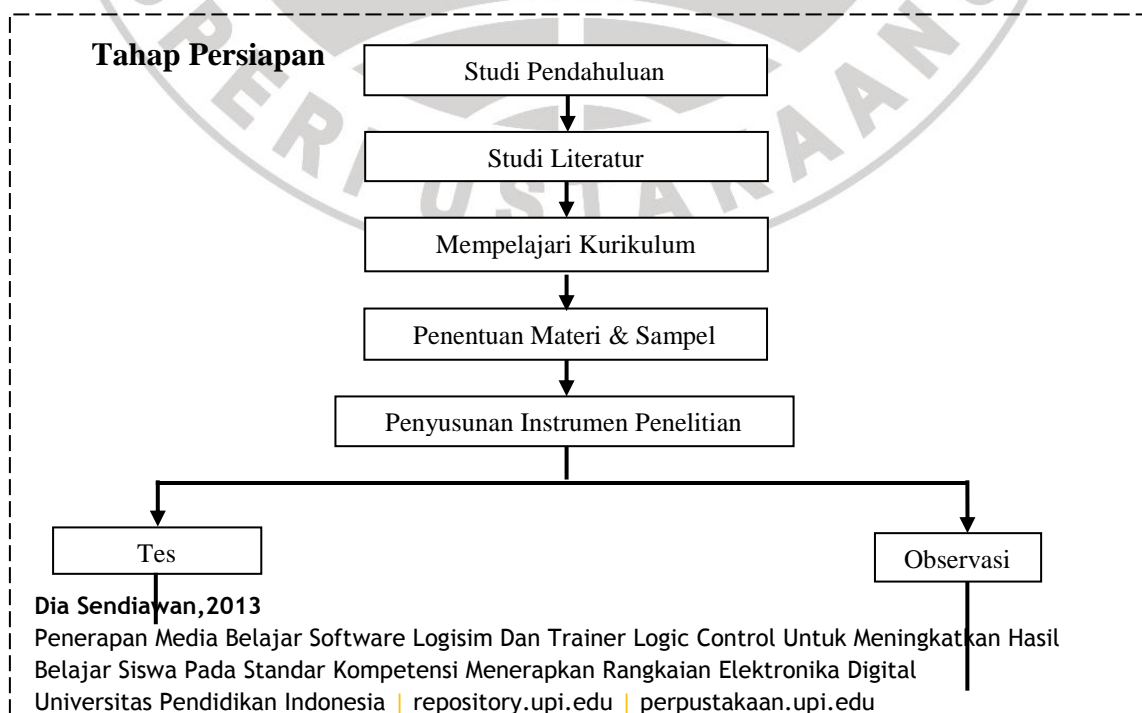 PERPUSTAKAAN
Tahap Persiapan
Studi Pendahuluan
Studi Literatur
Mempelajari Kurikulum
Penentuan Materi & Sampel
Penyusunan Instrumen Penelitian
Tes
Observasi
Dia Sendiawan,2013
Penerapan Media Belajar Software Logisim Dan Trainer Logic Control Untuk Meningkatkan Hasil
Belajar Siswa Pada Standar Kompetensi Menerapkan Rangkaian Elektronika Digital
Universitas Pendidikan Indonesia | repository.upi.edu | perpustakaan.upi.edu